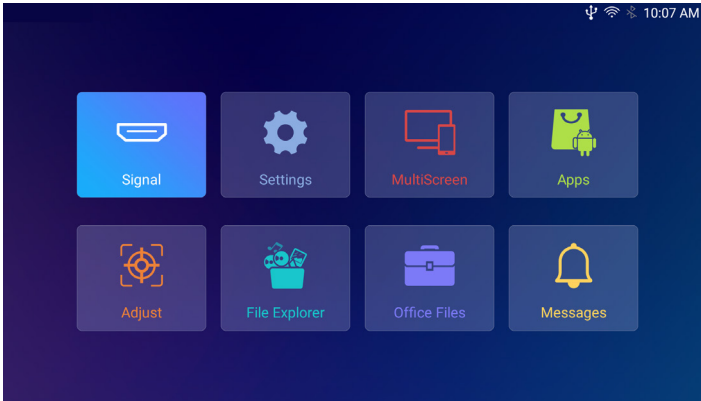 10:07 AM
Signal
Settings
MultiScreen
Apps
Adjust
File Explorer
Office Files
Messages